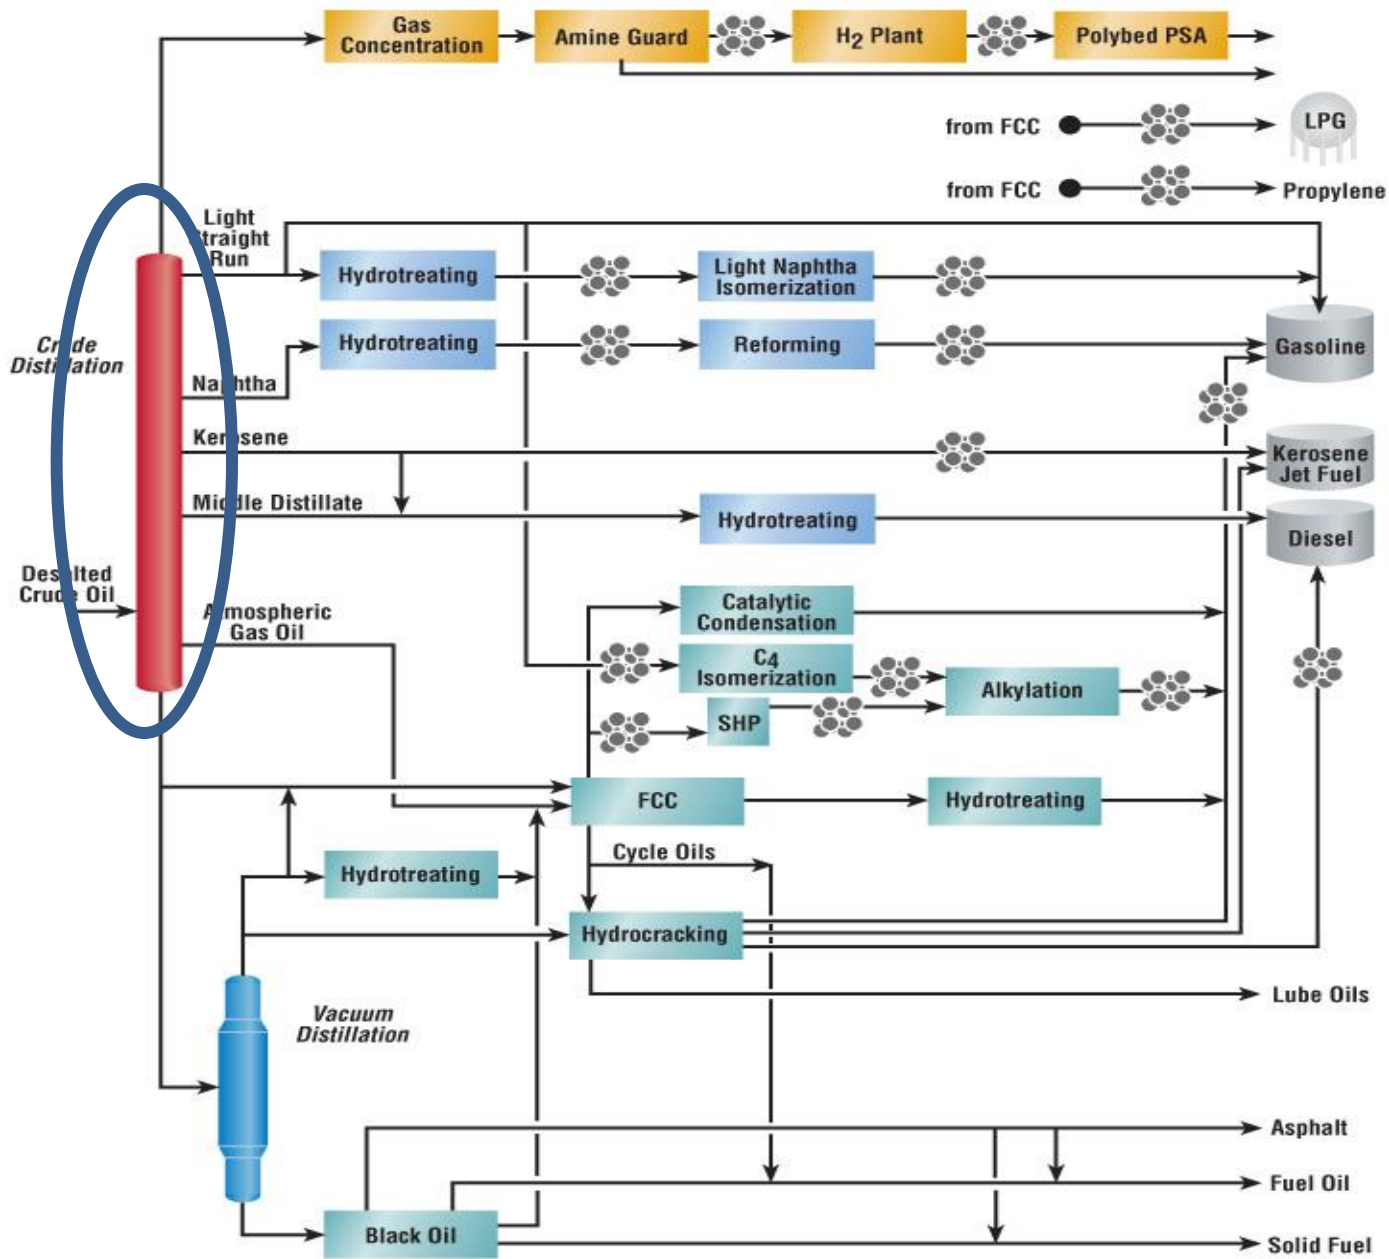 Gas
Concentration
Amine Guard
H2 Plant
Polybed PSA
from FCC
LPG
from FCC
Propylene
Light
Straight
Run
Hydrotreating
Light Naphtha
Isomerization
Crude
Distillation
Hydrotreating
Reforming
Gasoline
Naphtha
Kerosene
Kerosene
Jet Fuel
Middle Distillate
Hydrotreating
Diesel
Desalted
Crude Oil
Atmospheric
Gas Oil
Catalytic
Condensation
C4
Isomerization
Alkylation
SHP
FCC
Hydrotreating
Cycle Oils
Hydrotreating
Hydrocracking
Lube Oils
Vacuum
Distillation
Asphalt
Fuel Oil
Black Oil
Solid Fuel